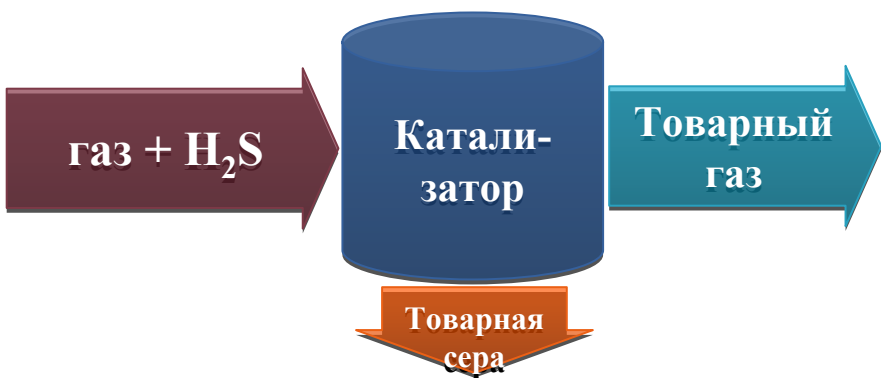 газ + H₂S
Катали-
затор
Товарный
газ
Товарная
сера